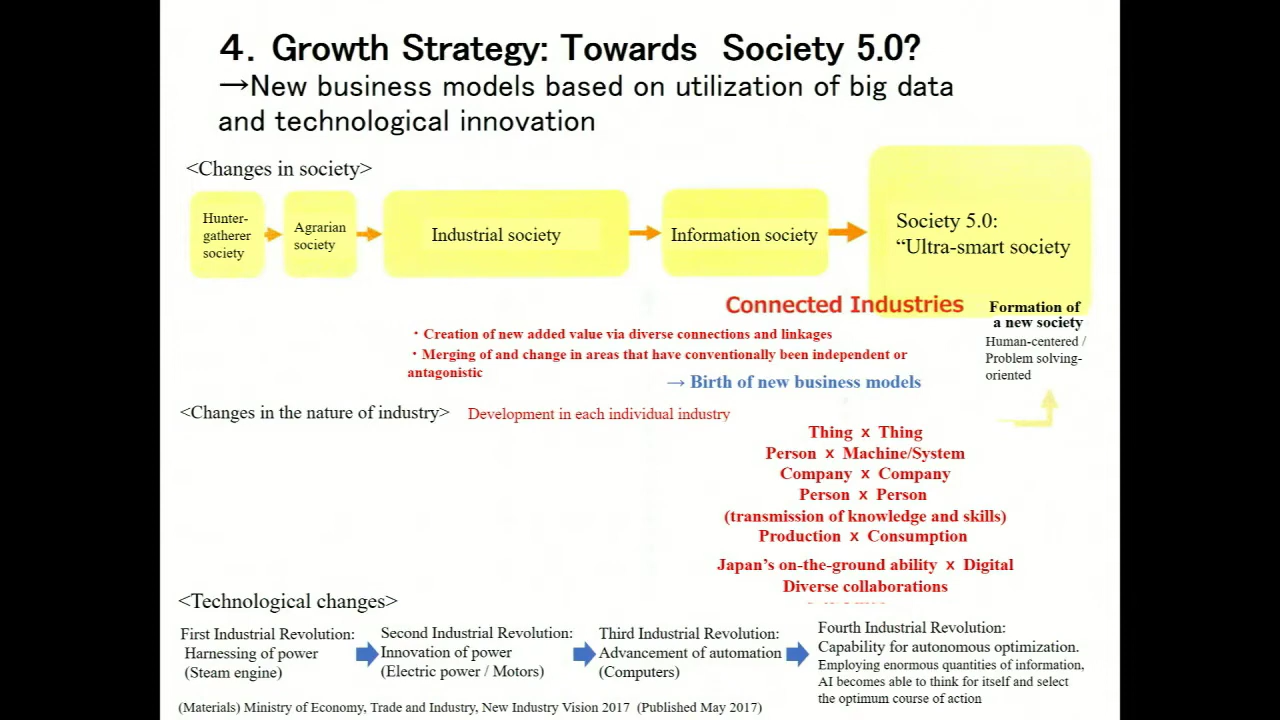 4. Growth Strategy: Towards Society 5.0?
→New business models based on utilization of big data
and technological innovation
<Changes in society>
Hunter-
gatherer
society
Agrarian
society
Industrial society
Information society
Society 5.0:
“Ultra-smart society
Connected Industries
・Creation of new added value via diverse connections and linkages
・Merging of and change in areas that have conventionally been independent or
antagonistic
→ Birth of new business models
Formation of
a new society
Human-centered /
Problem solving-
oriented
<Changes in the nature of industry>
Development in each individual industry
Thing x Thing
Person x Machine/System
Company x Company
Person x Person
(transmission of knowledge and skills)
Production x Consumption
Japan’s on-the-ground ability x Digital
Diverse collaborations
<Technological changes>
First Industrial Revolution:
Harnessing of power
(Steam engine)
Second Industrial Revolution:
Innovation of power
(Electric power / Motors)
Third Industrial Revolution:
Advancement of automation
(Computers)
Fourth Industrial Revolution:
Capability for autonomous optimization.
Employing enormous quantities of information,
AI becomes able to think for itself and select
the optimum course of action
(Materials) Ministry of Economy, Trade and Industry, New Industry Vision 2017 (Published May 2017)